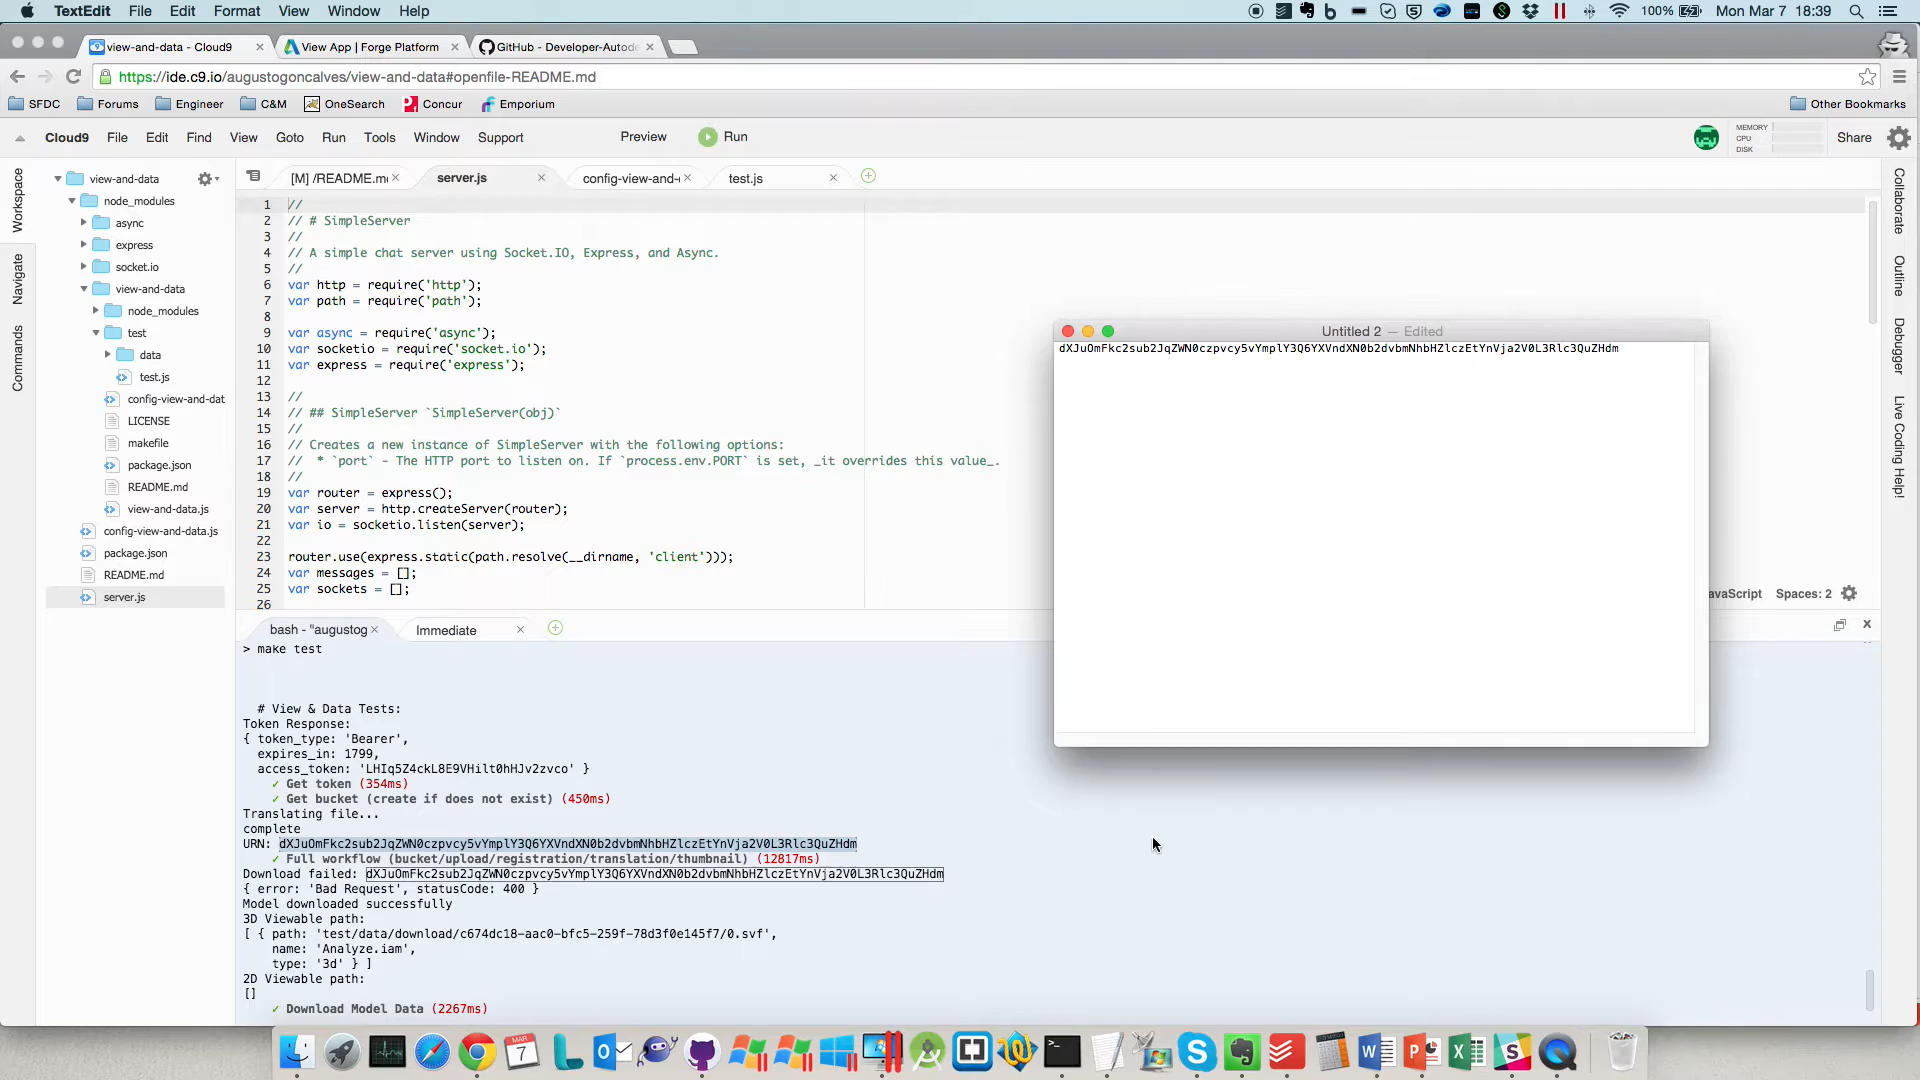 TextEdit File Edit Format View Window Help 100% Mon Mar 7 18:39
view-and-data - Cloud9 View App | Forge Platform GitHub - Developer-Autode
https://ide.c9.io/augustogoncalves/view-and-data#openfile-README.md
SFDC Forums Engineer C&M OneSearch Concur Emporium Other Bookmarks
Cloud9 File Edit Find View Goto Run Tools Window Support Preview Run MEMORY CPU DISK Share
Workspace
Navigate
Commands
view-and-data
node_modules
async
express
socket.io
view-and-data
node_modules
test
data
test.js
config-view-and-dat
LICENSE
makefile
package.json
README.md
view-and-data.js
config-view-and-data.js
package.json
README.md
server.js
[M] /README.m server.js config-view-and- test.js
1 //
2 // # SimpleServer
3 //
4 // A simple chat server using Socket.IO, Express, and Async.
5 //
6 var http = require('http');
7 var path = require('path');
8
9 var async = require('async');
10 var socketio = require('socket.io');
11 var express = require('express');
12
13 //
14 // ## SimpleServer `SimpleServer(obj)`
15 //
16 // Creates a new instance of SimpleServer with the following options:
17 //  * `port` - The HTTP port to listen on. If `process.env.PORT` is set, _it overrides this value_.
18 //
19 var router = express();
20 var server = http.createServer(router);
21 var io = socketio.listen(server);
22
23 router.use(express.static(path.resolve(__dirname, 'client')));
24 var messages = [];
25 var sockets = [];
26
avaScript Spaces: 2
Untitled 2 — Edited
dXJuOmFkc2sub2JqZWN0czpvcy5vYmplY3Q6YXVndXN0b2dvbmNhbHZlczEtYnVja2V0L3Rlc3QuZHdm
Collaborate
Outline
Debugger
Live Coding Help!
bash - "augustog Immediate
> make test
# View & Data Tests:
Token Response:
{ token_type: 'Bearer',
expires_in: 1799,
access_token: 'LHIq5Z4ckL8E9VHilt0hHJv2zvco' }
✓ Get token (354ms)
✓ Get bucket (create if does not exist) (450ms)
Translating file...
complete
URN: dXJuOmFkc2sub2JqZWN0czpvcy5vYmplY3Q6YXVndXN0b2dvbmNhbHZlczEtYnVja2V0L3Rlc3QuZHdm
✓ Full workflow (bucket/upload/registration/translation/thumbnail) (12817ms)
Download failed: dXJuOmFkc2sub2JqZWN0czpvcy5vYmplY3Q6YXVndXN0b2dvbmNhbHZlczEtYnVja2V0L3Rlc3QuZHdm
{ error: 'Bad Request', statusCode: 400 }
Model downloaded successfully
3D Viewable path:
[ { path: 'test/data/download/c674dc18-aac0-bfc5-259f-78d3f0e145f7/0.svf',
name: 'Analyze.iam',
type: '3d' } ]
2D Viewable path:
[]
✓ Download Model Data (2267ms)
MAR
7